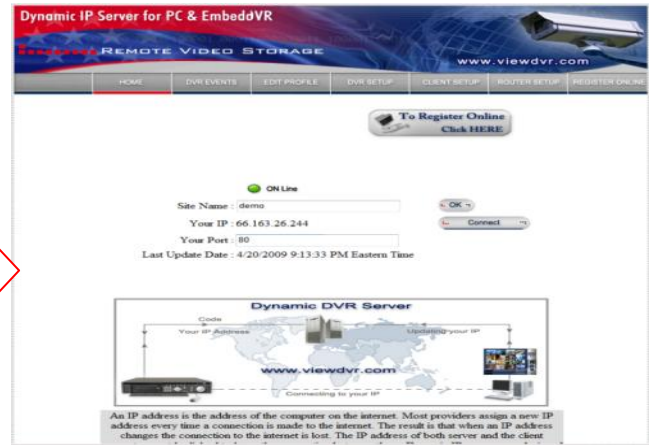 Dynamic IP Server for PC & EmbeddVR
REMOTE VIDEO STORAGE
www.viewdvr.com
HOME DVR EVENTS EDIT PROFILE DVR SETUP CLIENT SETUP ROUTER SETUP REGISTER ONLINE
To Register Online
Click HERE
ON Line
Site Name : demo OK
Your IP : 66.163.26.244 Connect
Your Port : 80
Last Update Date : 4/20/2009 9:13:33 PM Eastern Time
Dynamic DVR Server
Code
Your IP Address Updating your IP
www.viewdvr.com
Connecting to your IP
An IP address is the address of the computer on the internet. Most providers assign a new IP
address every time a connection is made to the internet. The result is that when an IP address
changes the connection to the internet is lost. The IP address of both server and the client